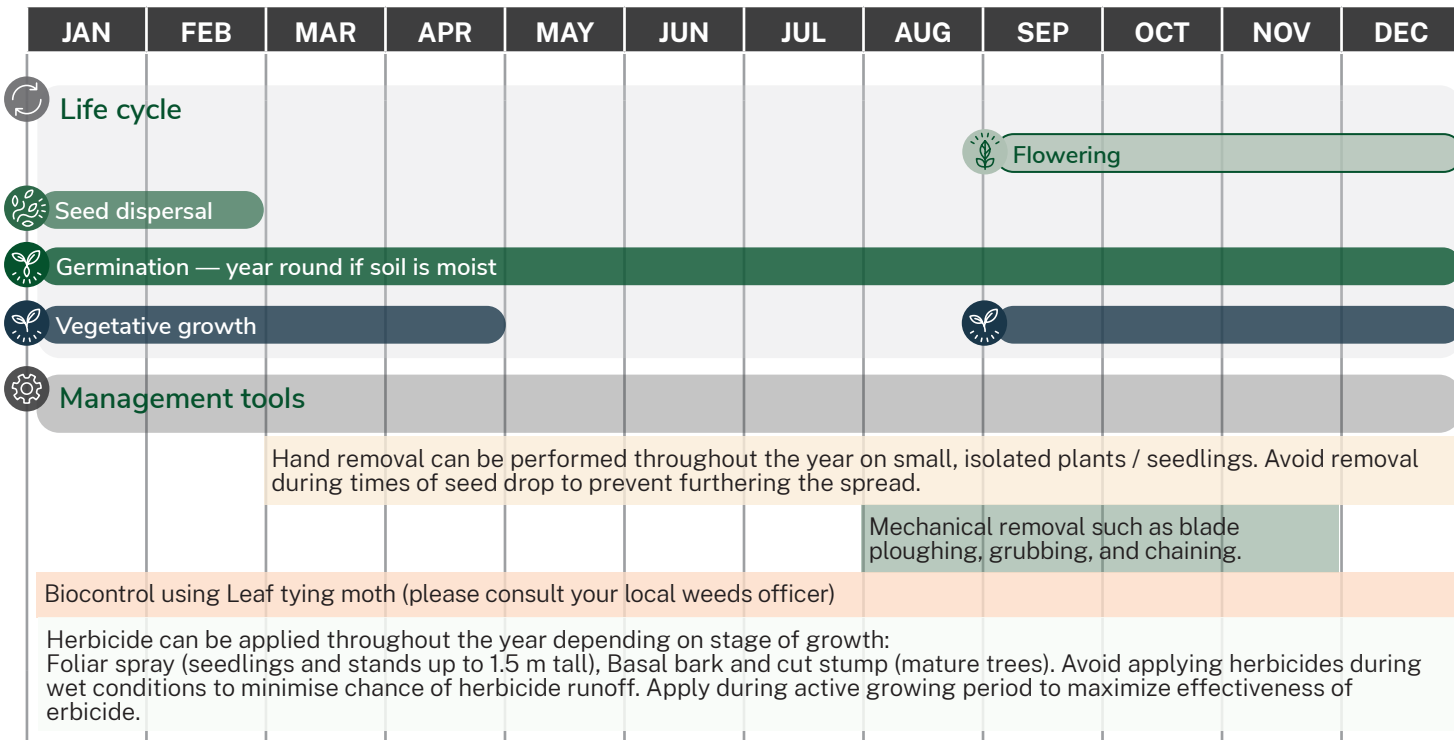 JAN FEB MAR APR MAY JUN JUL AUG SEP OCT NOV DEC
Life cycle
Flowering
Seed dispersal
Germination — year round if soil is moist
Vegetative growth
Management tools
Hand removal can be performed throughout the year on small, isolated plants / seedlings. Avoid removal
during times of seed drop to prevent furthering the spread.
Mechanical removal such as blade
ploughing, grubbing, and chaining.
Biocontrol using Leaf tying moth (please consult your local weeds officer)
Herbicide can be applied throughout the year depending on stage of growth:
Foliar spray (seedlings and stands up to 1.5 m tall), Basal bark and cut stump (mature trees). Avoid applying herbicides during
wet conditions to minimise chance of herbicide runoff. Apply during active growing period to maximize effectiveness of
erbicide.